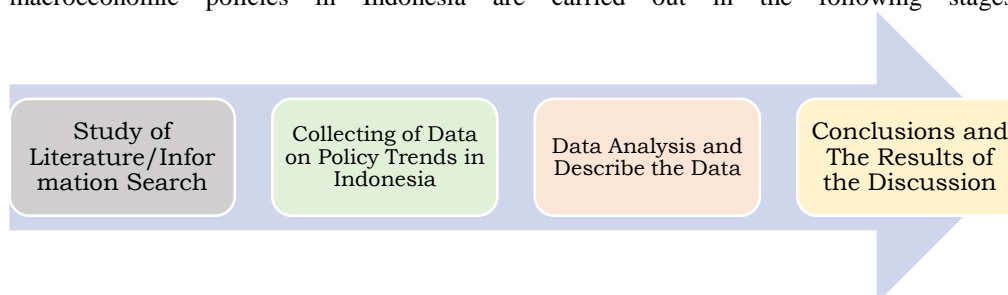 macroeconomic policies in Indonesia are carried out in the following stages
Study of
Literature/Infor
mation Search
Collecting of Data
on Policy Trends in
Indonesia
Data Analysis and
Describe the Data
Conclusions and
The Results of
the Discussion